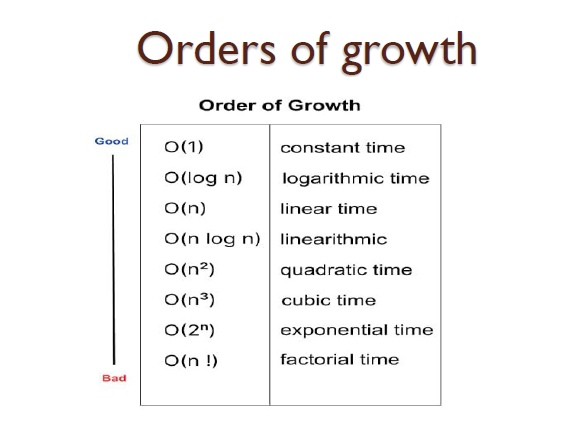 Orders of growth
Order of Growth
Good
O(1) constant time
O(log n) logarithmic time
O(n) linear time
O(n log n) linearithmic
O(n²) quadratic time
O(n³) cubic time
O(2ⁿ) exponential time
O(n !) factorial time
Bad